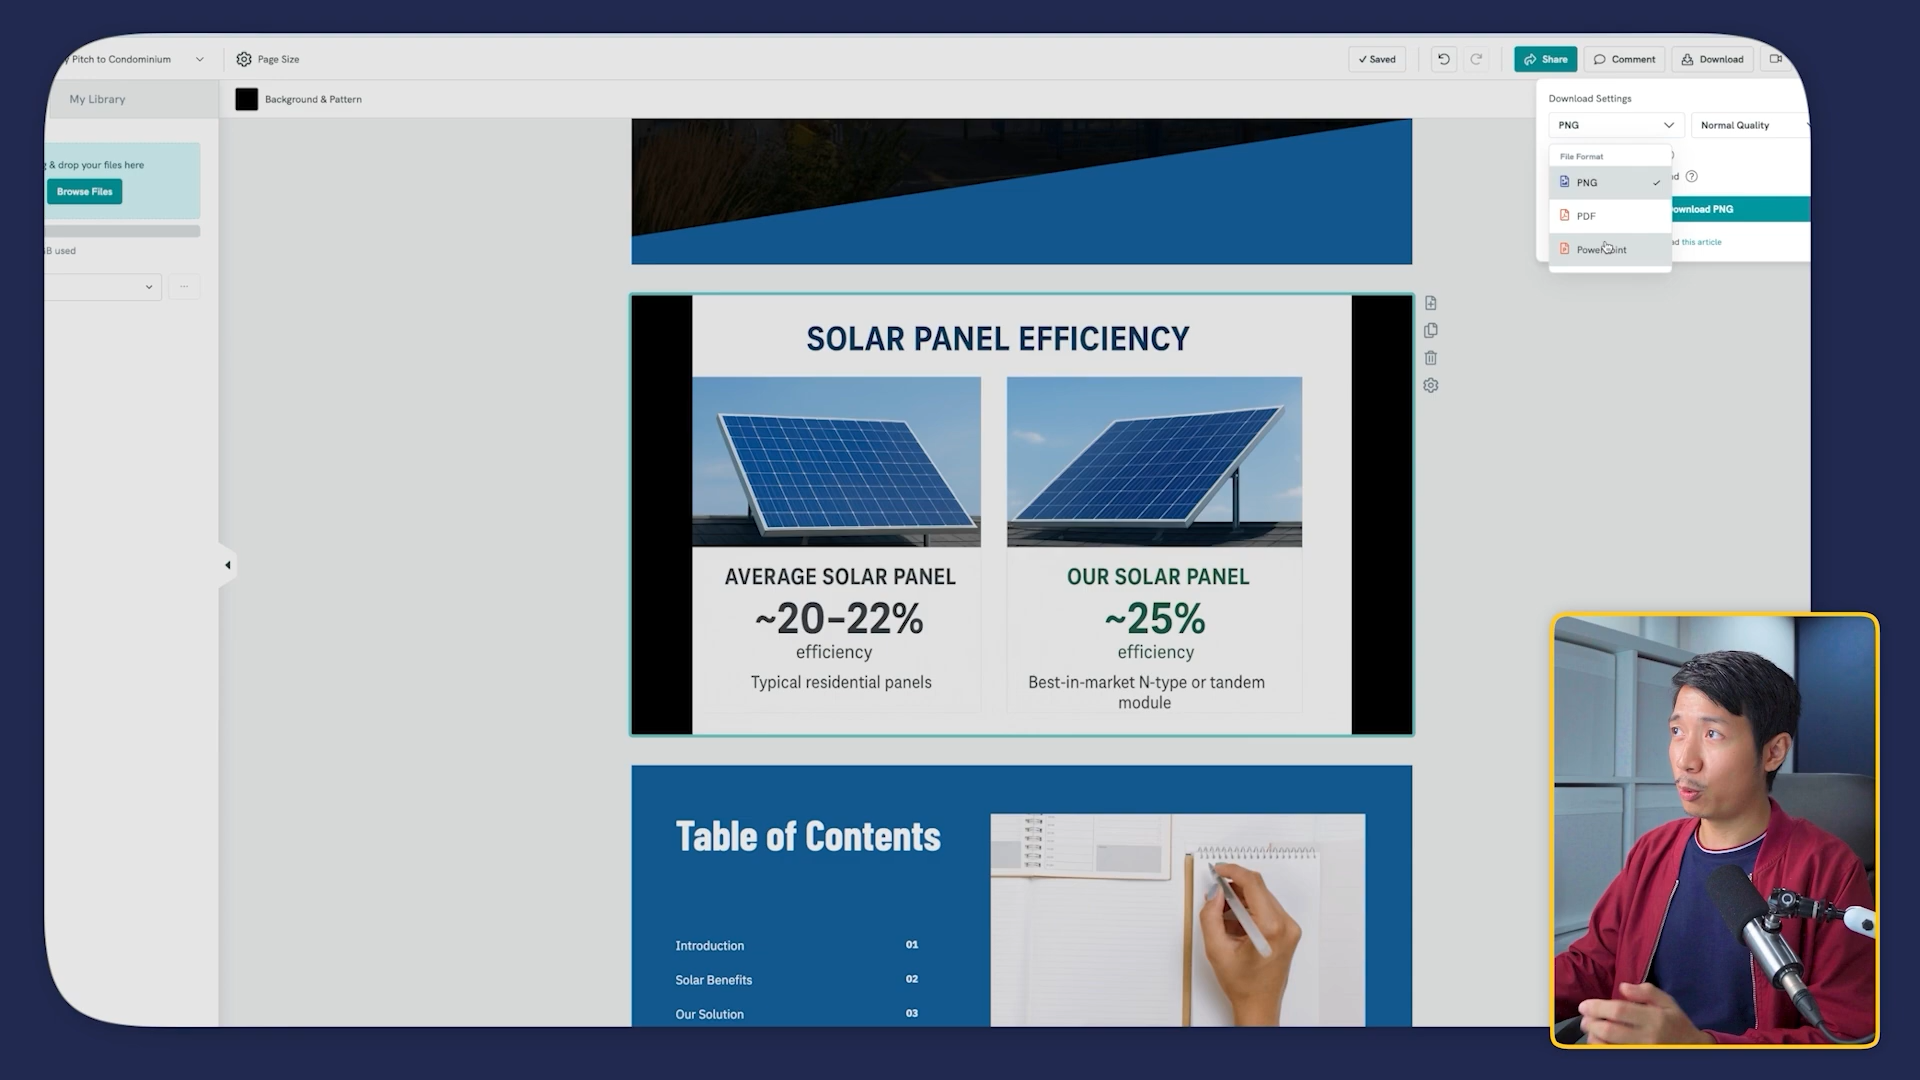 Pitch to Condominium
Page Size
Saved
Share
Comment
Download
My Library
Background & Pattern
Download Settings
PNG
Normal Quality
& drop your files here
File Format
PNG
Browse Files
PDF
Download PNG
used
PowerPoint
this article
SOLAR PANEL EFFICIENCY
AVERAGE SOLAR PANEL
~20-22%
efficiency
Typical residential panels
OUR SOLAR PANEL
~25%
efficiency
Best-in-market N-type or tandem
module
Table of Contents
Introduction 01
Solar Benefits 02
Our Solution 03